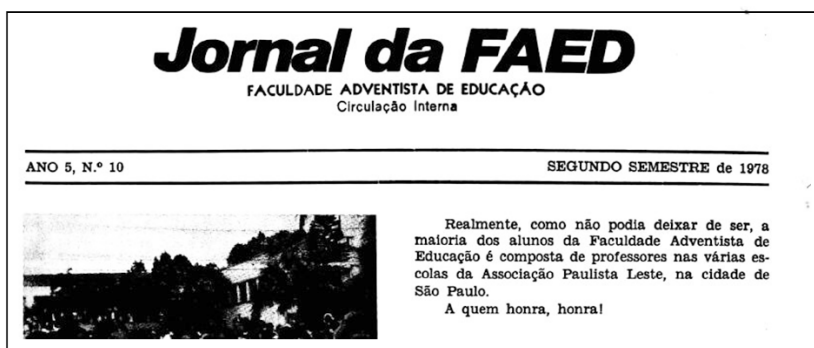 Jornal da FAED
FACULDADE ADVENTISTA DE EDUCAÇÃO
Circulação Interna
ANO 5, N.º 10
SEGUNDO SEMESTRE de 1978
Realmente, como não podia deixar de ser, a
maioria dos alunos da Faculdade Adventista de
Educação é composta de professores nas várias es-
colas da Associação Paulista Leste, na cidade de
São Paulo.
A quem honra, honra!